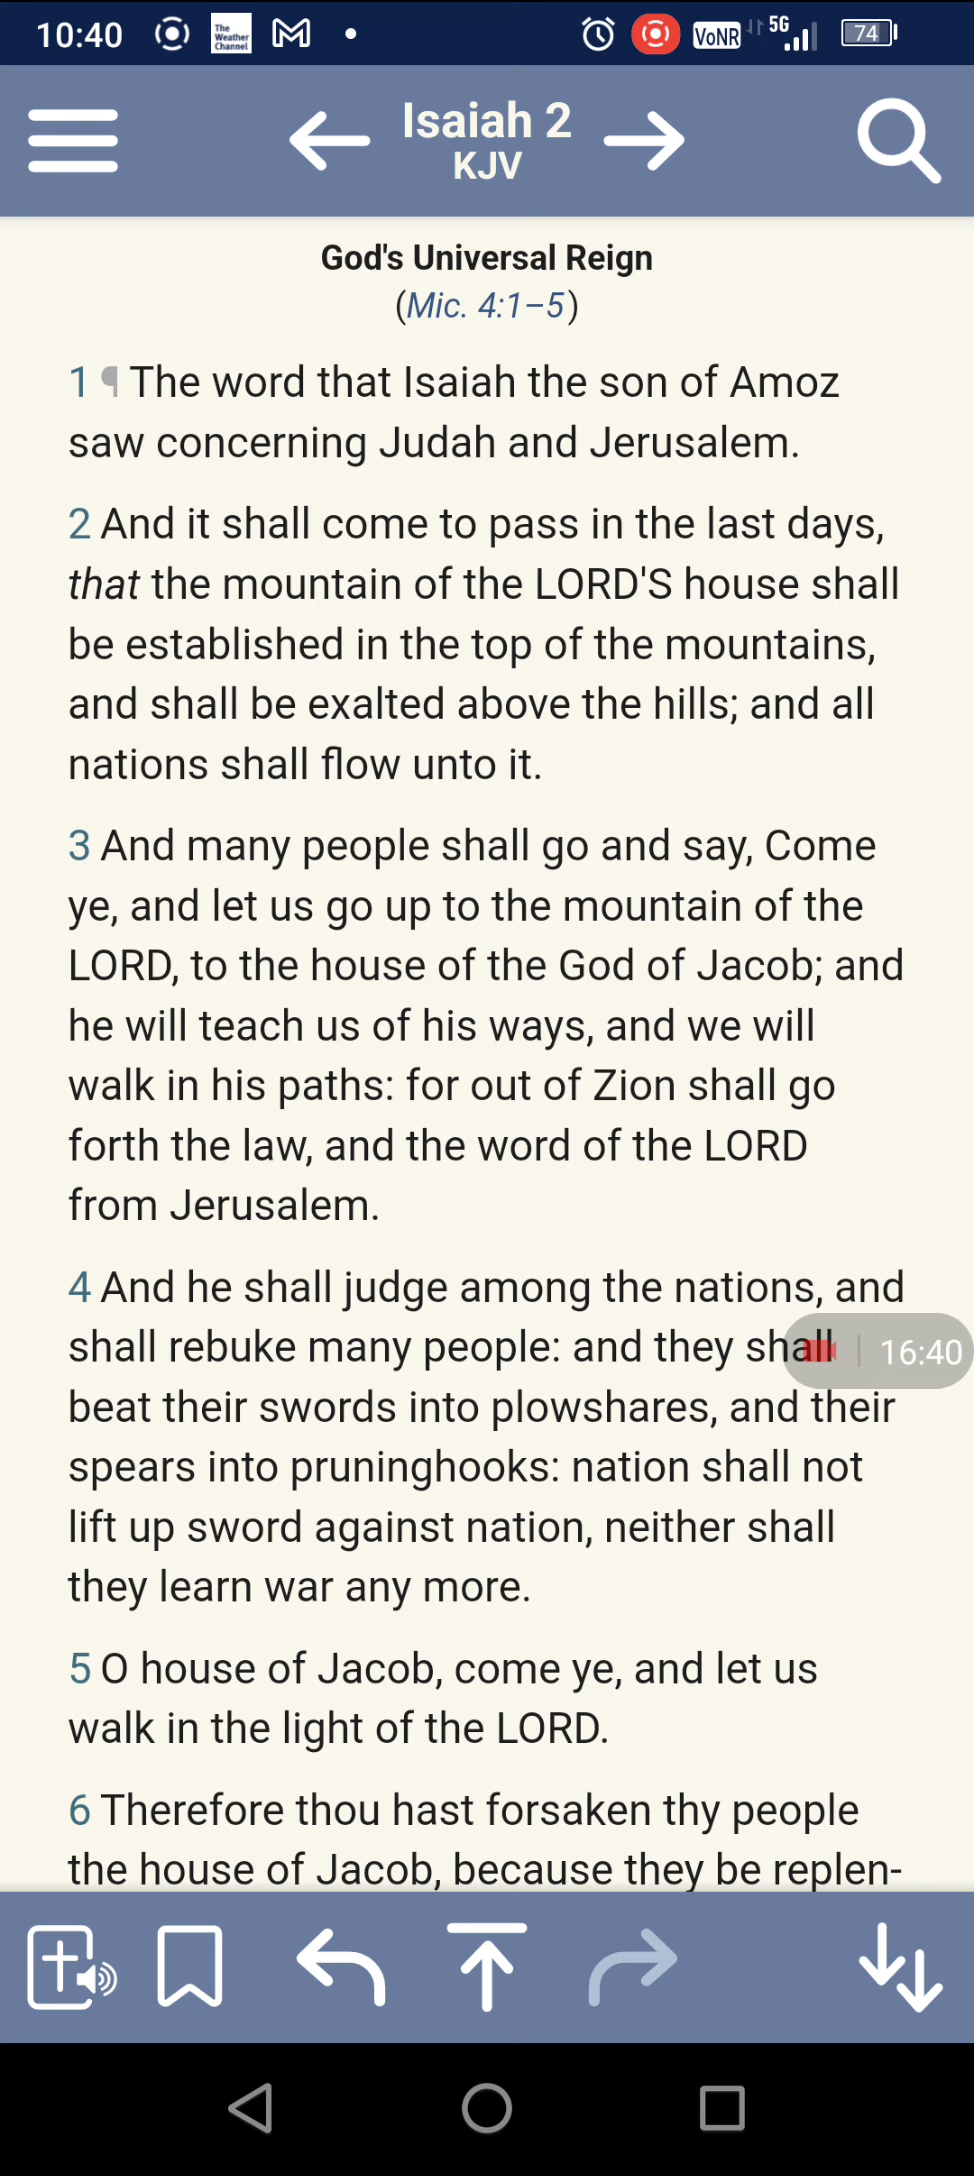 10:40
The
Weather
Channel
VoNR
5G
74
Isaiah 2
KJV
God's Universal Reign
(Mic. 4:1–5)
1 ¶ The word that Isaiah the son of Amoz
saw concerning Judah and Jerusalem.
2 And it shall come to pass in the last days,
that the mountain of the LORD'S house shall
be established in the top of the mountains,
and shall be exalted above the hills; and all
nations shall flow unto it.
3 And many people shall go and say, Come
ye, and let us go up to the mountain of the
LORD, to the house of the God of Jacob; and
he will teach us of his ways, and we will
walk in his paths: for out of Zion shall go
forth the law, and the word of the LORD
from Jerusalem.
4 And he shall judge among the nations, and
shall rebuke many people: and they shall
16:40
beat their swords into plowshares, and their
spears into pruninghooks: nation shall not
lift up sword against nation, neither shall
they learn war any more.
5 O house of Jacob, come ye, and let us
walk in the light of the LORD.
6 Therefore thou hast forsaken thy people
the house of Jacob, because they be replen-